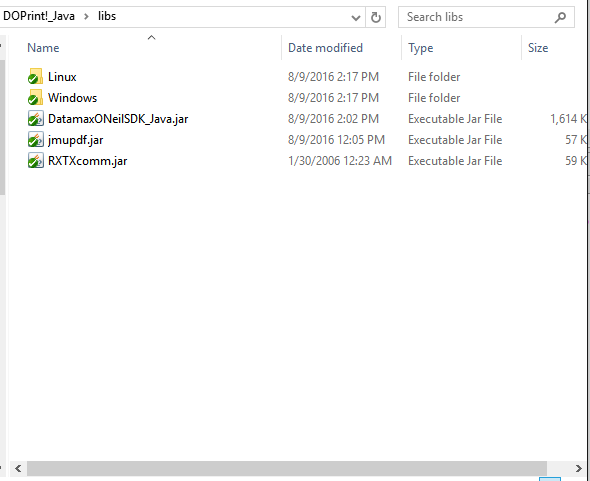 DOPrint!_Java > libs Search libs
Name Date modified Type Size
Linux 8/9/2016 2:17 PM File folder
Windows 8/9/2016 2:17 PM File folder
DatamaxONeilSDK_Java.jar 8/9/2016 2:02 PM Executable Jar File 1,614 K
jmupdf.jar 8/9/2016 12:05 PM Executable Jar File 57 K
RXTXcomm.jar 1/30/2006 12:23 AM Executable Jar File 59 K